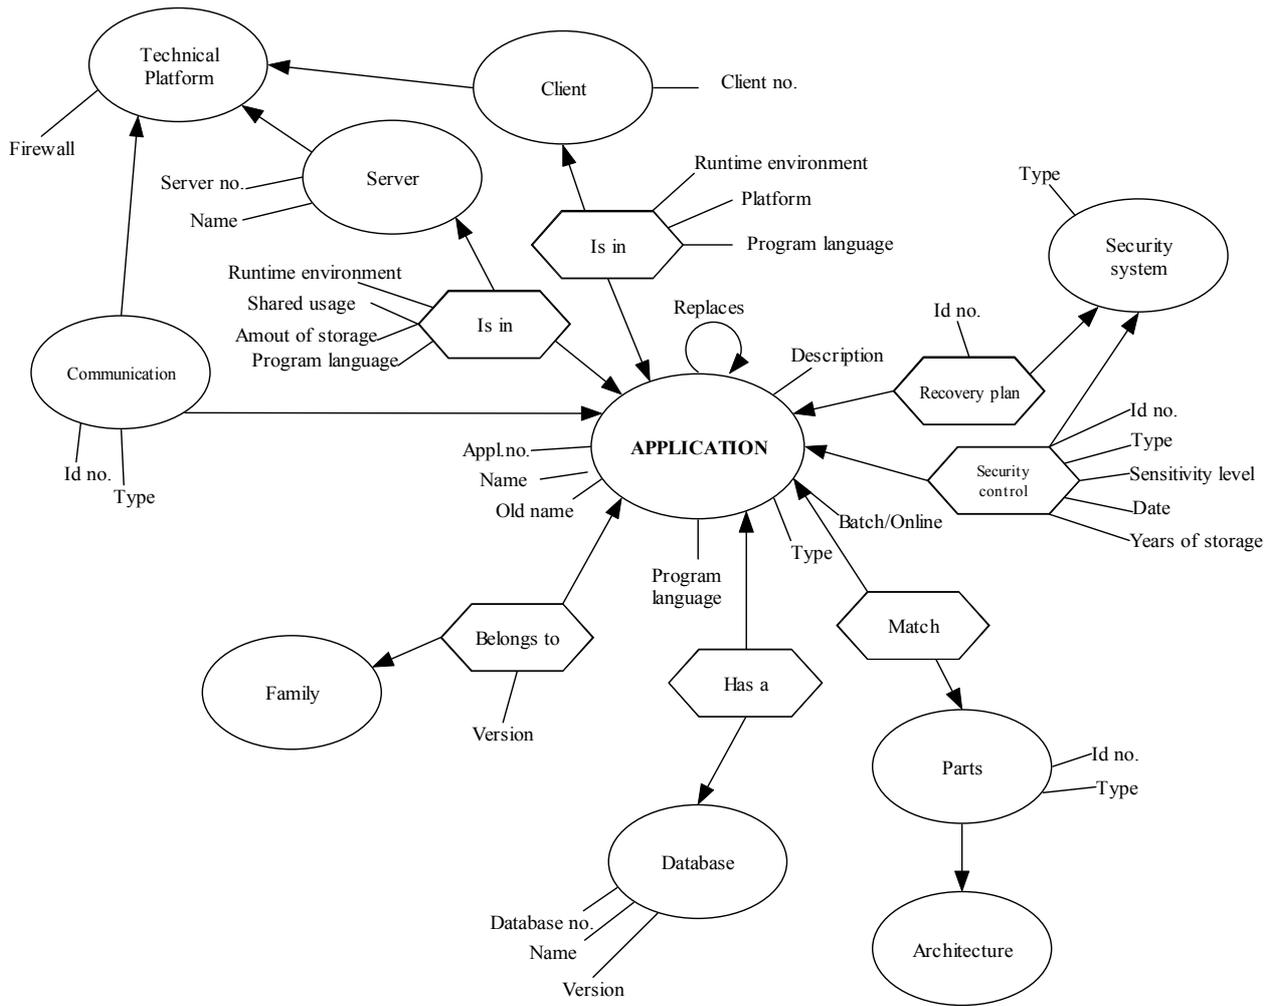 Technical
Platform
Client
Client no.
Firewall
Server
Server no.
Name
Runtime environment
Platform
Program language
Is in
Type
Security
system
Runtime environment
Shared usage
Amout of storage
Program language
Is in
Replaces
Id no.
Description
Recovery plan
Communication
Id no.
Type
APPLICATION
Appl.no.
Name
Old name
Security
control
Id no.
Type
Sensitivity level
Date
Years of storage
Batch/Online
Type
Program
language
Belongs to
Match
Family
Version
Has a
Parts
Id no.
Type
Database
Database no.
Name
Version
Architecture